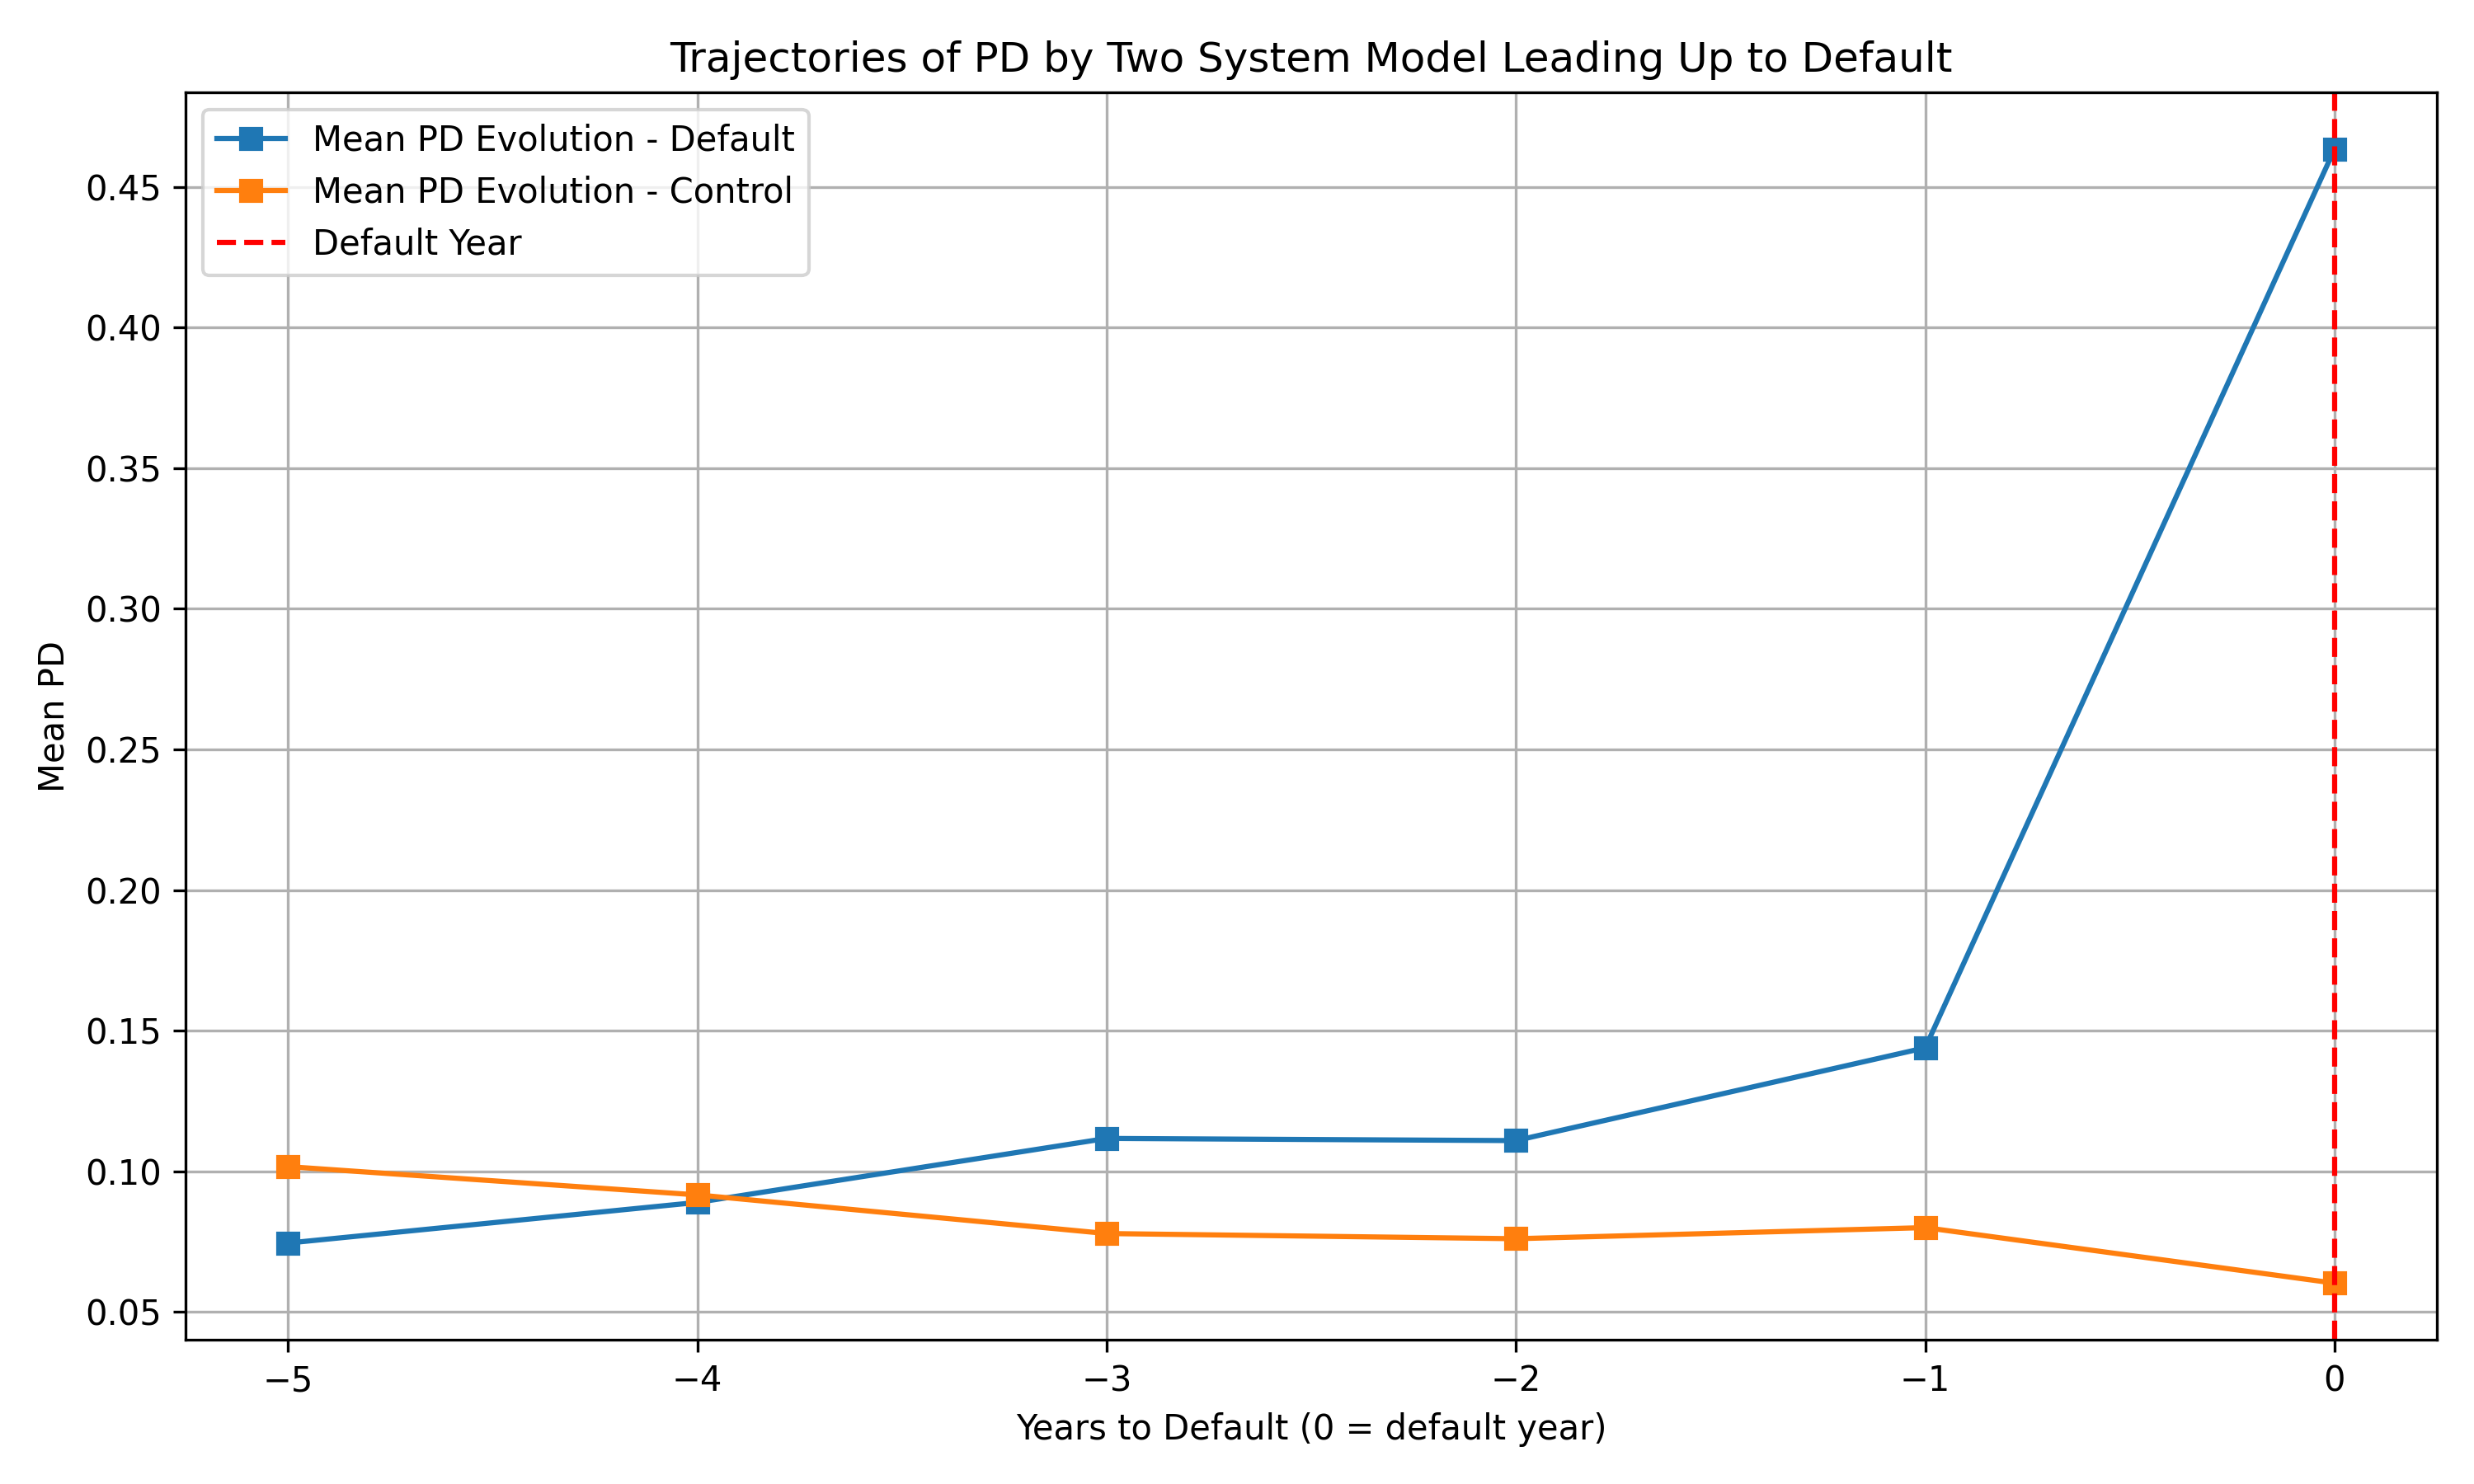 Trajectories of PD by Two System Model Leading Up to Default
Mean PD Evolution - Default
Mean PD Evolution - Control
Default Year
Mean PD
0.45
0.40
0.35
0.30
0.25
0.20
0.15
0.10
0.05
−5 −4 −3 −2 −1 0
Years to Default (0 = default year)